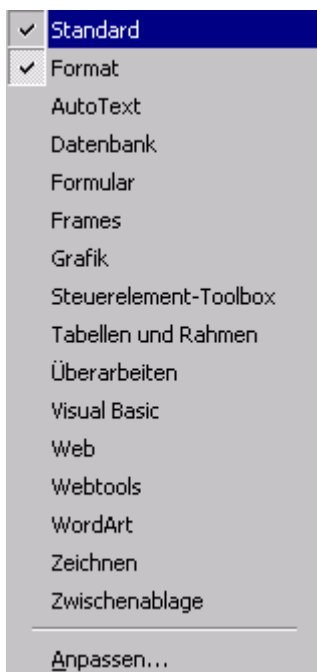 Standard
Format
AutoText
Datenbank
Formular
Frames
Grafik
Steuerelement-Toolbox
Tabellen und Rahmen
Überarbeiten
Visual Basic
Web
Webtools
WordArt
Zeichnen
Zwischenablage
Anpassen...